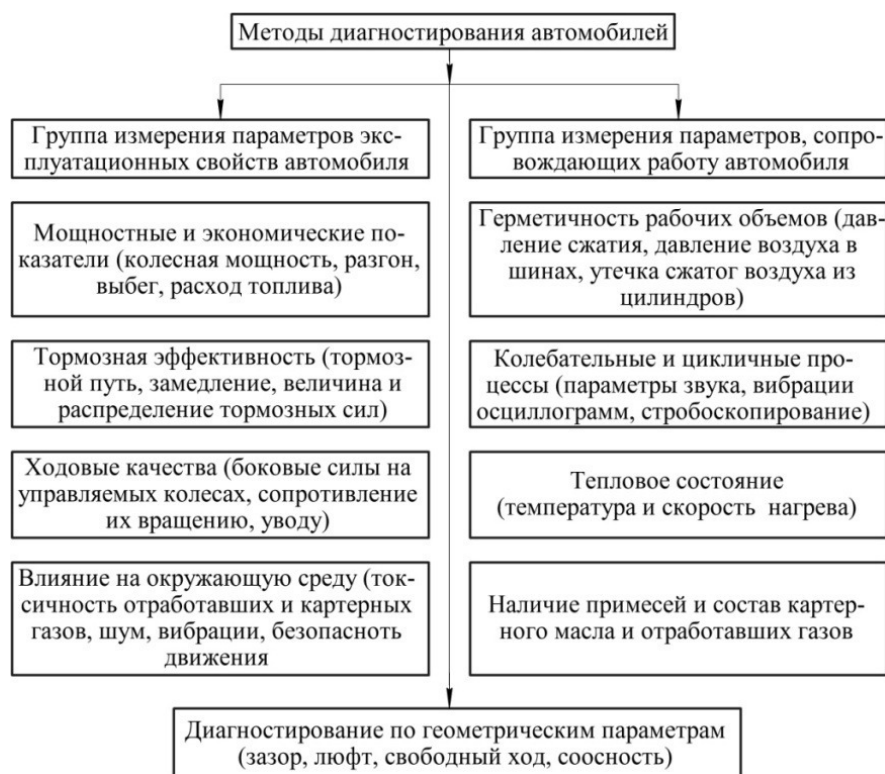 Методы диагностирования автомобилей
Группа измерения параметров экс-
плуатационных свойств автомобиля
Мощностные и экономические по-
казатели (колесная мощность, разгон,
выбег, расход топлива)
Тормозная эффективность (тормоз-
ной путь, замедление, величина и
распределение тормозных сил)
Ходовые качества (боковые силы на
управляемых колесах, сопротивление
их вращению, уводу)
Влияние на окружающую среду (ток-
сичность отработавших и картерных
газов, шум, вибрации, безопасноть
движения
Группа измерения параметров, сопро-
вождающих работу автомобиля
Герметичность рабочих объемов (дав-
ление сжатия, давление воздуха в
шинах, утечка сжатог воздуха из
цилиндров)
Колебательные и цикличные про-
цессы (параметры звука, вибрации
осциллограмм, стробоскопирование)
Тепловое состояние
(температура и скорость нагрева)
Наличие примесей и состав картер-
ного масла и отработавших газов
Диагностирование по геометрическим параметрам
(зазор, люфт, свободный ход, соосность)